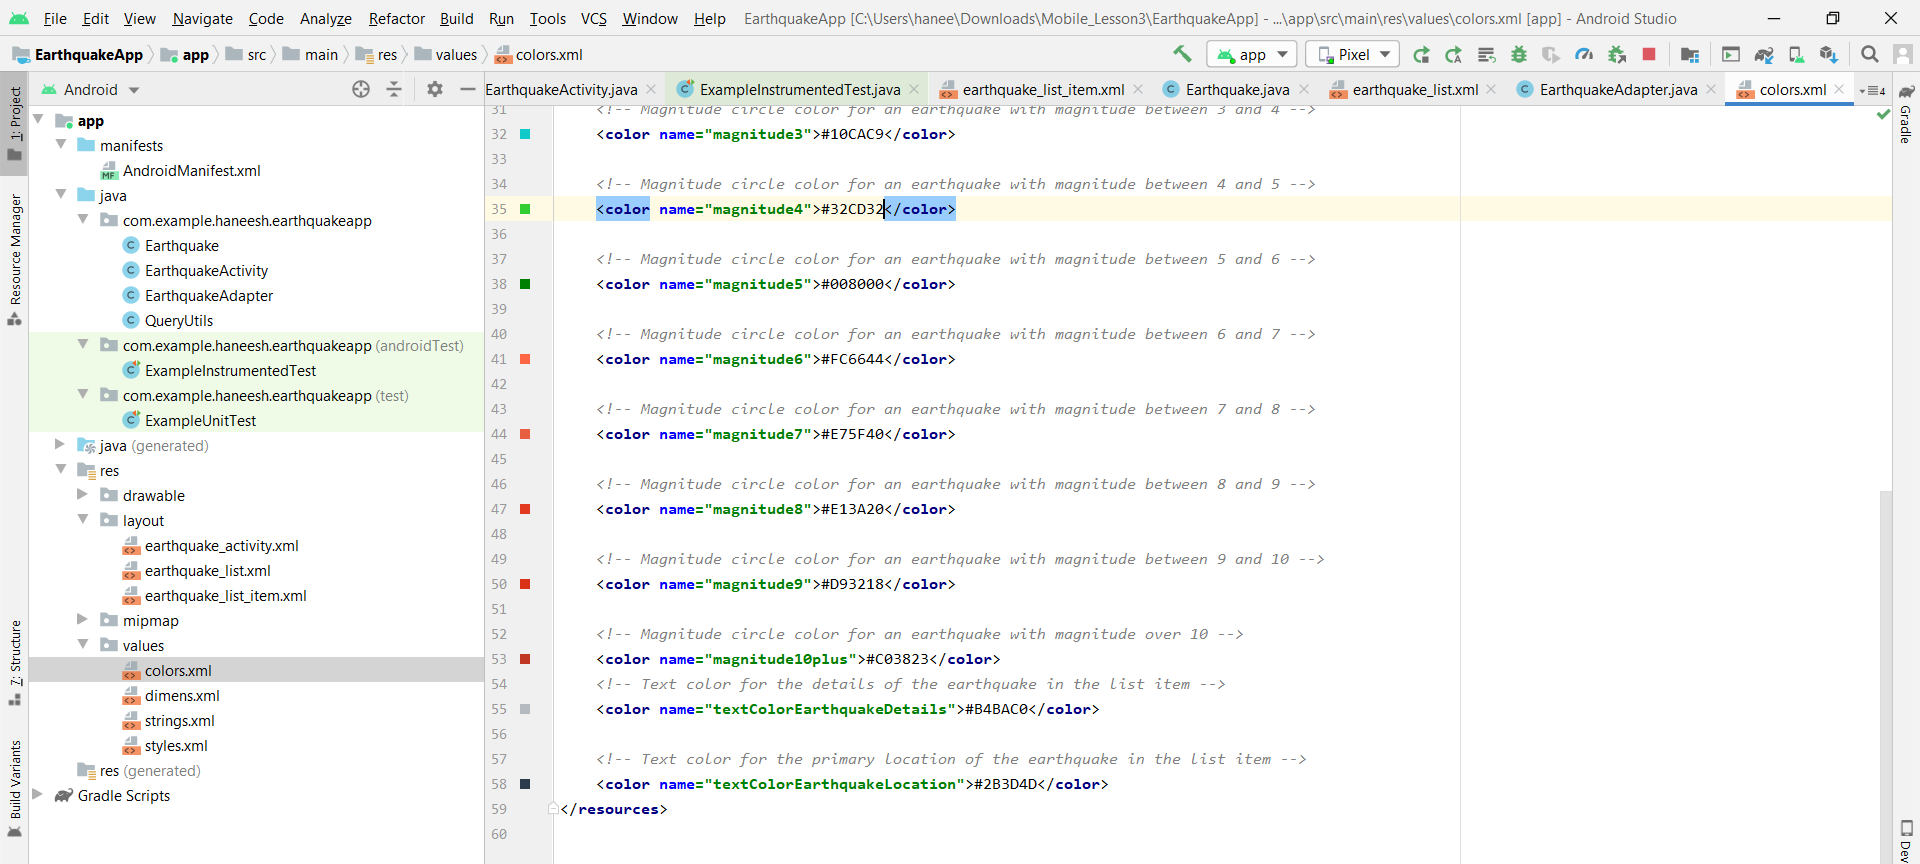 File Edit View Navigate Code Analyze Refactor Build Run Tools VCS Window Help EarthquakeApp [C:\Users\hanee\Downloads\Mobile_Lesson3\EarthquakeApp] - ...\app\src\main\res\values\colors.xml [app] - Android Studio
EarthquakeApp app src main res values colors.xml app Pixel
Android EarthquakeActivity.java ExampleInstrumentedTest.java earthquake_list_item.xml Earthquake.java earthquake_list.xml EarthquakeAdapter.java colors.xml 4
1: Project
Resource Manager
7: Structure
Build Variants
app
manifests
AndroidManifest.xml
java
com.example.haneesh.earthquakeapp
Earthquake
EarthquakeActivity
EarthquakeAdapter
QueryUtils
com.example.haneesh.earthquakeapp (androidTest)
ExampleInstrumentedTest
com.example.haneesh.earthquakeapp (test)
ExampleUnitTest
java (generated)
res
drawable
layout
earthquake_activity.xml
earthquake_list.xml
earthquake_list_item.xml
mipmap
values
colors.xml
dimens.xml
strings.xml
styles.xml
res (generated)
Gradle Scripts
31 <!-- Magnitude circle color for an earthquake with magnitude between 3 and 4 -->
32 <color name="magnitude3">#10CAC9</color>
33
34 <!-- Magnitude circle color for an earthquake with magnitude between 4 and 5 -->
35 <color name="magnitude4">#32CD32</color>
36
37 <!-- Magnitude circle color for an earthquake with magnitude between 5 and 6 -->
38 <color name="magnitude5">#008000</color>
39
40 <!-- Magnitude circle color for an earthquake with magnitude between 6 and 7 -->
41 <color name="magnitude6">#FC6644</color>
42
43 <!-- Magnitude circle color for an earthquake with magnitude between 7 and 8 -->
44 <color name="magnitude7">#E75F40</color>
45
46 <!-- Magnitude circle color for an earthquake with magnitude between 8 and 9 -->
47 <color name="magnitude8">#E13A20</color>
48
49 <!-- Magnitude circle color for an earthquake with magnitude between 9 and 10 -->
50 <color name="magnitude9">#D93218</color>
51
52 <!-- Magnitude circle color for an earthquake with magnitude over 10 -->
53 <color name="magnitude10plus">#C03823</color>
54 <!-- Text color for the details of the earthquake in the list item -->
55 <color name="textColorEarthquakeDetails">#B4BAC0</color>
56
57 <!-- Text color for the primary location of the earthquake in the list item -->
58 <color name="textColorEarthquakeLocation">#2B3D4D</color>
59 </resources>
60
Gradle
Dev